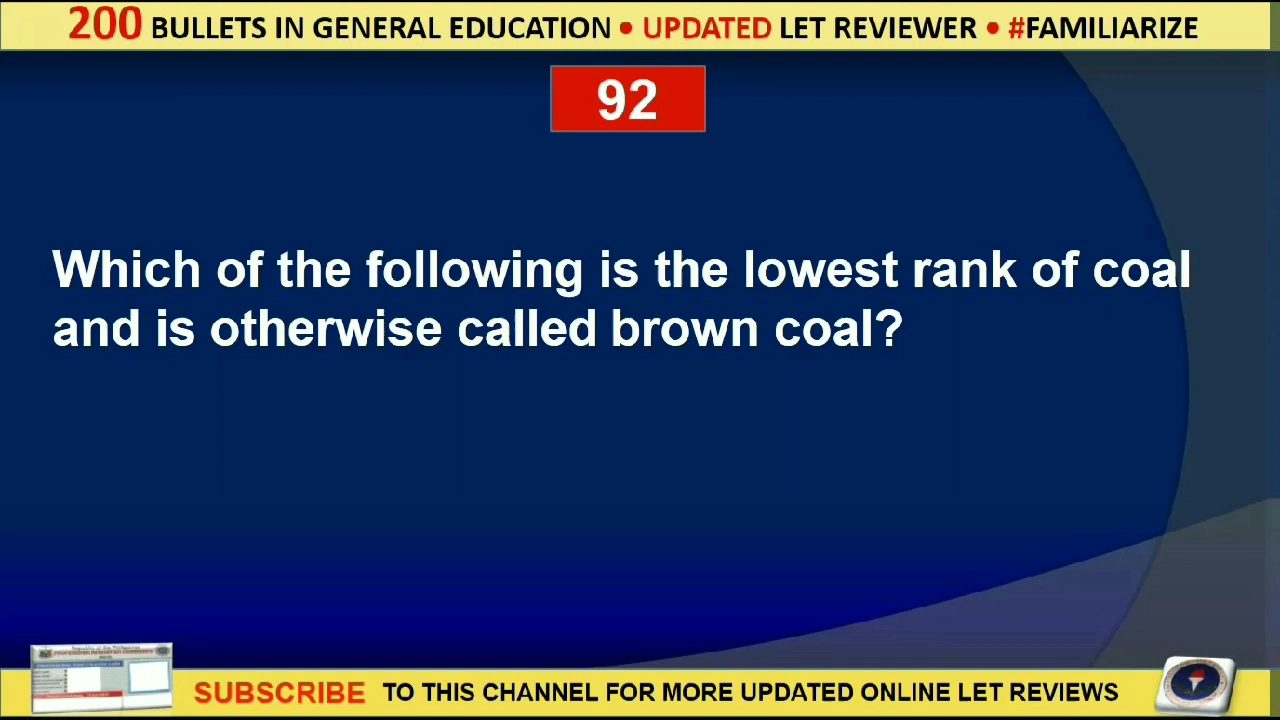 200 BULLETS IN GENERAL EDUCATION • UPDATED LET REVIEWER • #FAMILIARIZE
92
Which of the following is the lowest rank of coal
and is otherwise called brown coal?
SUBSCRIBE TO THIS CHANNEL FOR MORE UPDATED ONLINE LET REVIEWS